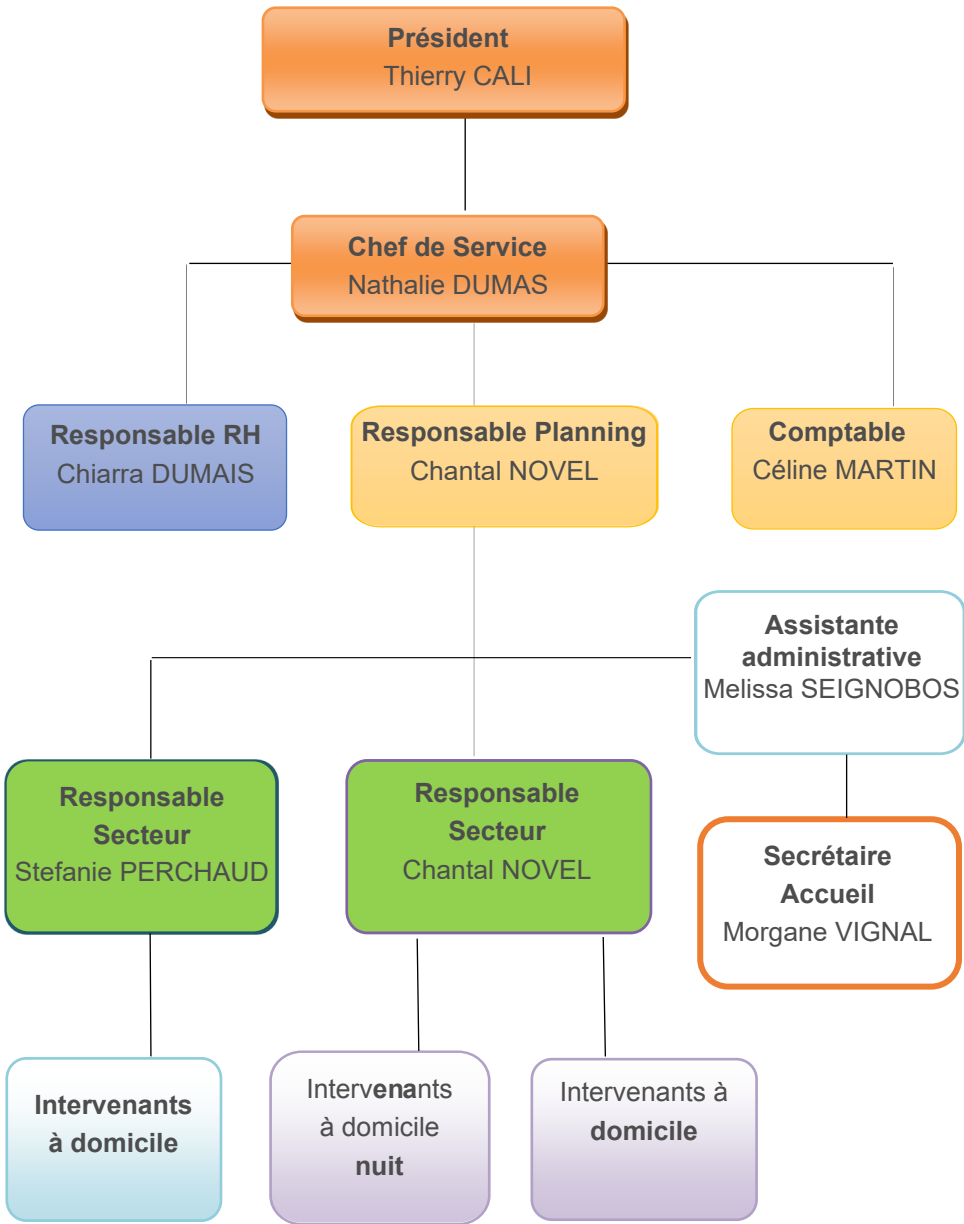 Président
Thierry CALI
Chef de Service
Nathalie DUMAS
Responsable RH
Chiarra DUMAIS
Responsable Planning
Chantal NOVEL
Comptable
Céline MARTIN
Assistante
administrative
Melissa SEIGNOBOS
Responsable
Secteur
Stefanie PERCHAUD
Responsable
Secteur
Chantal NOVEL
Secrétaire
Accueil
Morgane VIGNAL
Intervenants
à domicile
Intervenants
à domicile
nuit
Intervenants à
domicile